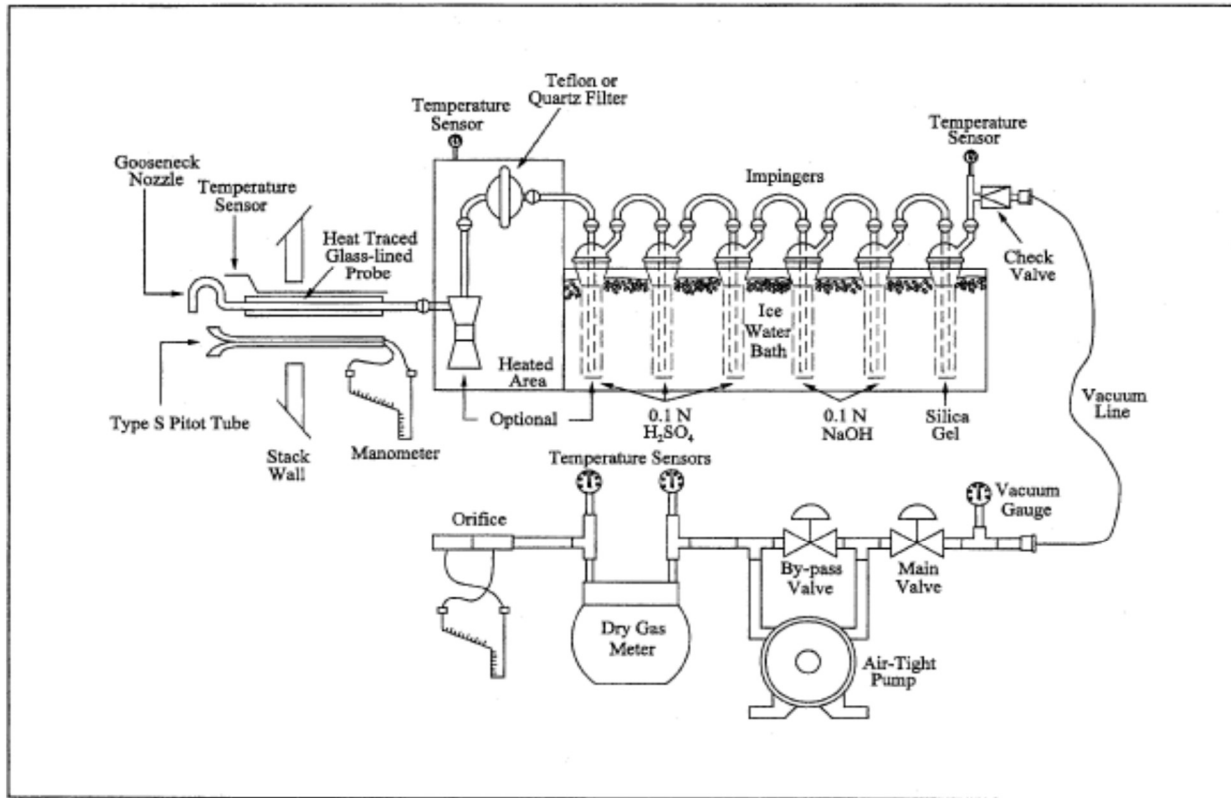 Teflon or
Quartz Filter
Temperature
Sensor
Temperature
Sensor
Gooseneck
Nozzle
Temperature
Sensor
Impingers
Heat Traced
Glass-lined
Probe
Check
Valve
Ice
Water
Bath
Heated
Area
Type S Pitot Tube
Optional
0.1 N
H₂SO₄
0.1 N
NaOH
Silica
Gel
Vacuum
Line
Stack
Wall
Manometer
Temperature Sensors
Vacuum
Gauge
Orifice
By-pass
Valve
Main
Valve
Dry Gas
Meter
Air-Tight
Pump